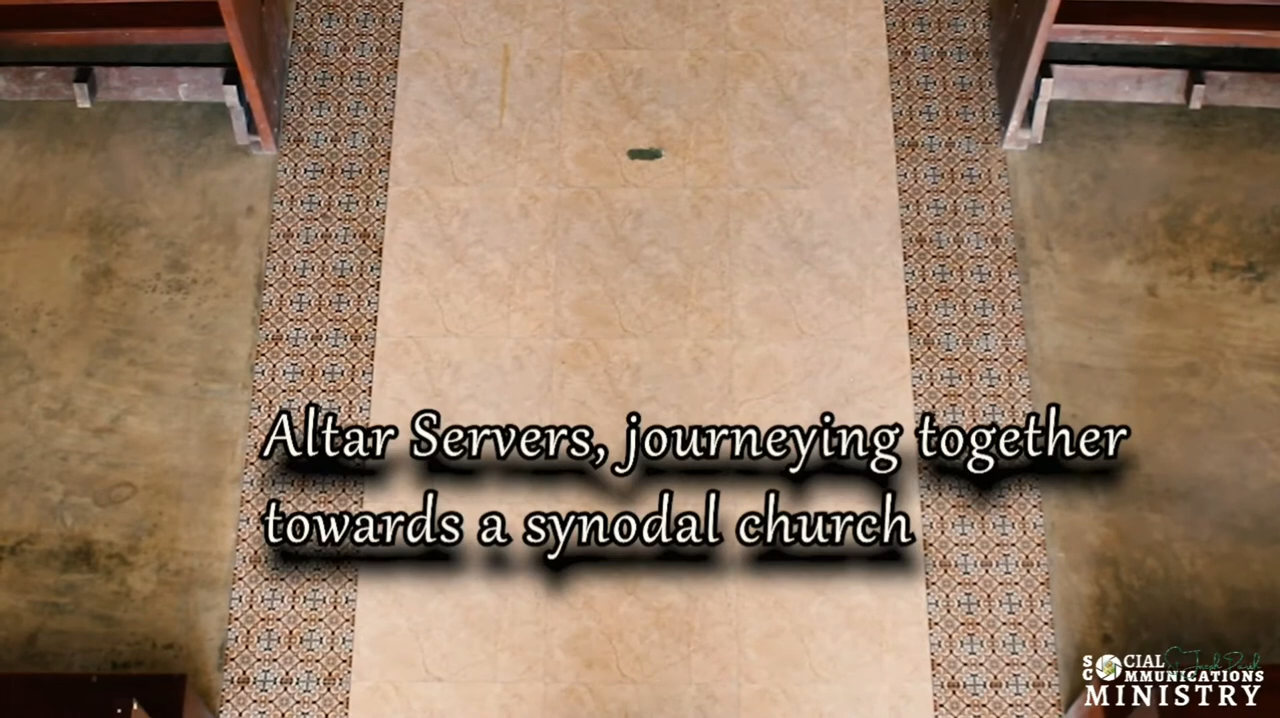 Altar Servers, journeying together
towards a synodal church
SOCIAL
COMMUNICATIONS
MINISTRY